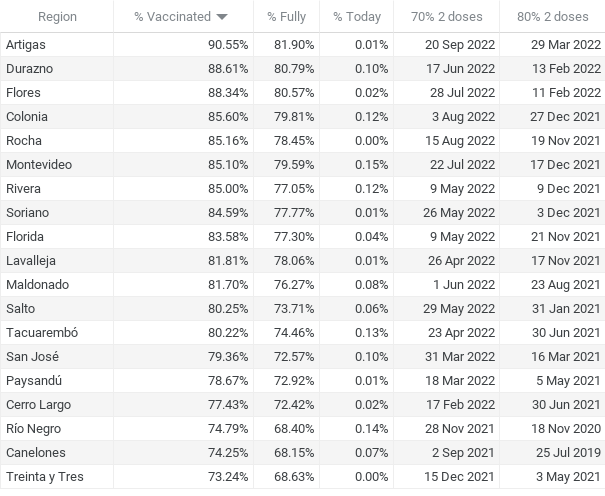 Region % Vaccinated % Fully % Today 70% 2 doses 80% 2 doses
Artigas 90.55% 81.90% 0.01% 20 Sep 2022 29 Mar 2022
Durazno 88.61% 80.79% 0.10% 17 Jun 2022 13 Feb 2022
Flores 88.34% 80.57% 0.02% 28 Jul 2022 11 Feb 2022
Colonia 85.60% 79.81% 0.12% 3 Aug 2022 27 Dec 2021
Rocha 85.16% 78.45% 0.00% 15 Aug 2022 19 Nov 2021
Montevideo 85.10% 79.59% 0.15% 22 Jul 2022 17 Dec 2021
Rivera 85.00% 77.05% 0.12% 9 May 2022 9 Dec 2021
Soriano 84.59% 77.77% 0.01% 26 May 2022 3 Dec 2021
Florida 83.58% 77.30% 0.04% 9 May 2022 21 Nov 2021
Lavalleja 81.81% 78.06% 0.01% 26 Apr 2022 17 Nov 2021
Maldonado 81.70% 76.27% 0.08% 1 Jun 2022 23 Aug 2021
Salto 80.25% 73.71% 0.06% 29 May 2022 31 Jan 2021
Tacuarembó 80.22% 74.46% 0.13% 23 Apr 2022 30 Jun 2021
San José 79.36% 72.57% 0.10% 31 Mar 2022 16 Mar 2021
Paysandú 78.67% 72.92% 0.01% 18 Mar 2022 5 May 2021
Cerro Largo 77.43% 72.42% 0.02% 17 Feb 2022 30 Jun 2021
Río Negro 74.79% 68.40% 0.14% 28 Nov 2021 18 Nov 2020
Canelones 74.25% 68.15% 0.07% 2 Sep 2021 25 Jul 2019
Treinta y Tres 73.24% 68.63% 0.00% 15 Dec 2021 3 May 2021